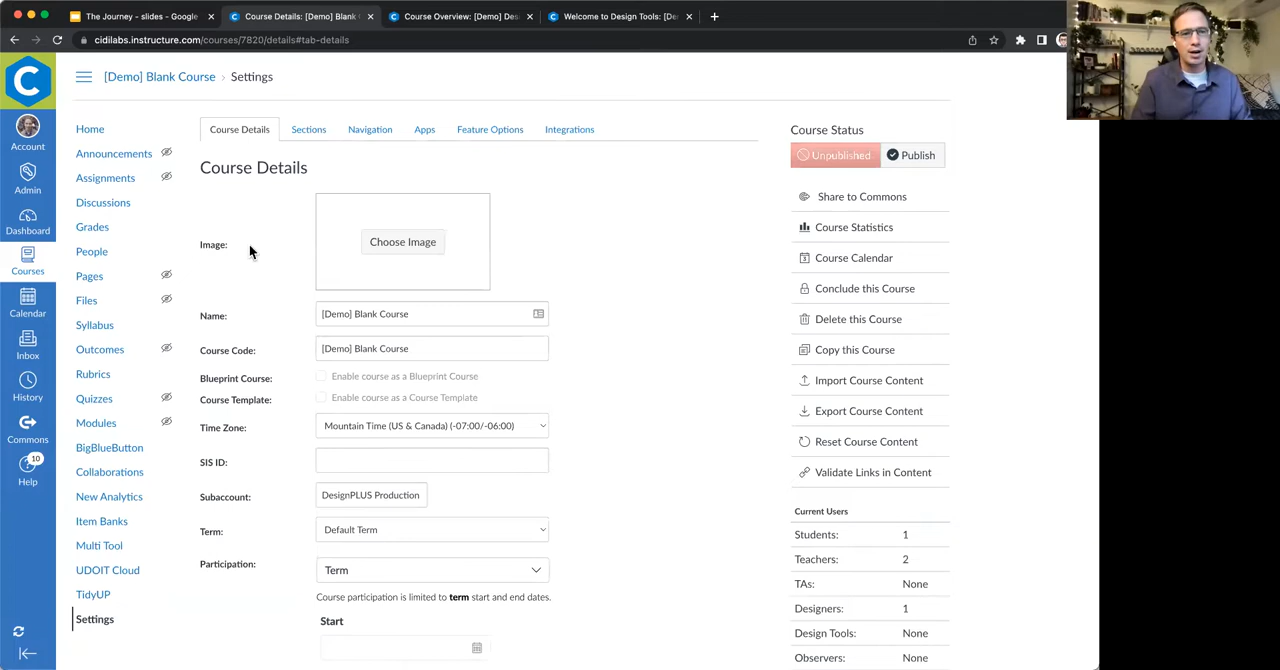 The Journey - slides - Google
Course Details: [Demo] Blank
Course Overview: [Demo] Des
Welcome to Design Tools: [De
cidilabs.instructure.com/courses/7820/details#tab-details
[Demo] Blank Course › Settings
Account
Admin
Dashboard
Courses
Calendar
Inbox
History
Commons
10
Help
Home
Announcements
Assignments
Discussions
Grades
People
Pages
Files
Syllabus
Outcomes
Rubrics
Quizzes
Modules
BigBlueButton
Collaborations
New Analytics
Item Banks
Multi Tool
UDOIT Cloud
TidyUP
Settings
Course Details Sections Navigation Apps Feature Options Integrations
Course Details
Image: Choose Image
Name: [Demo] Blank Course
Course Code: [Demo] Blank Course
Blueprint Course: Enable course as a Blueprint Course
Course Template: Enable course as a Course Template
Time Zone: Mountain Time (US & Canada) (-07:00/-06:00)
SIS ID:
Subaccount: DesignPLUS Production
Term: Default Term
Participation: Term
Course participation is limited to term start and end dates.
Start
Course Status
Unpublished Publish
Share to Commons
Course Statistics
Course Calendar
Conclude this Course
Delete this Course
Copy this Course
Import Course Content
Export Course Content
Reset Course Content
Validate Links in Content
Current Users
Students: 1
Teachers: 2
TAs: None
Designers: 1
Design Tools: None
Observers: None